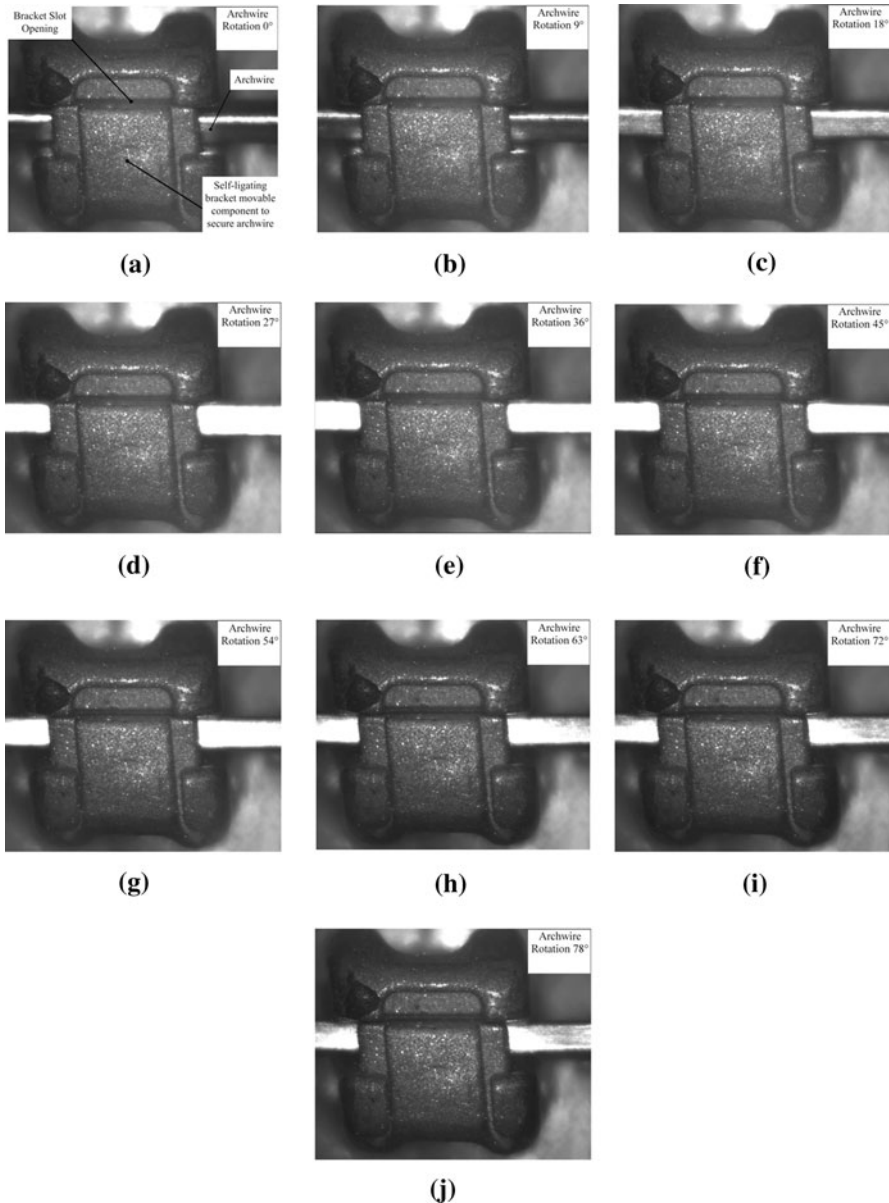 Bracket Slot
Opening
Archwire
Rotation 0°
Archwire
Self-ligating
bracket movable
component to
secure archwire
(a)
Archwire
Rotation 9°
(b)
Archwire
Rotation 18°
(c)
Archwire
Rotation 27°
(d)
Archwire
Rotation 36°
(e)
Archwire
Rotation 45°
(f)
Archwire
Rotation 54°
(g)
Archwire
Rotation 63°
(h)
Archwire
Rotation 72°
(i)
Archwire
Rotation 78°
(j)